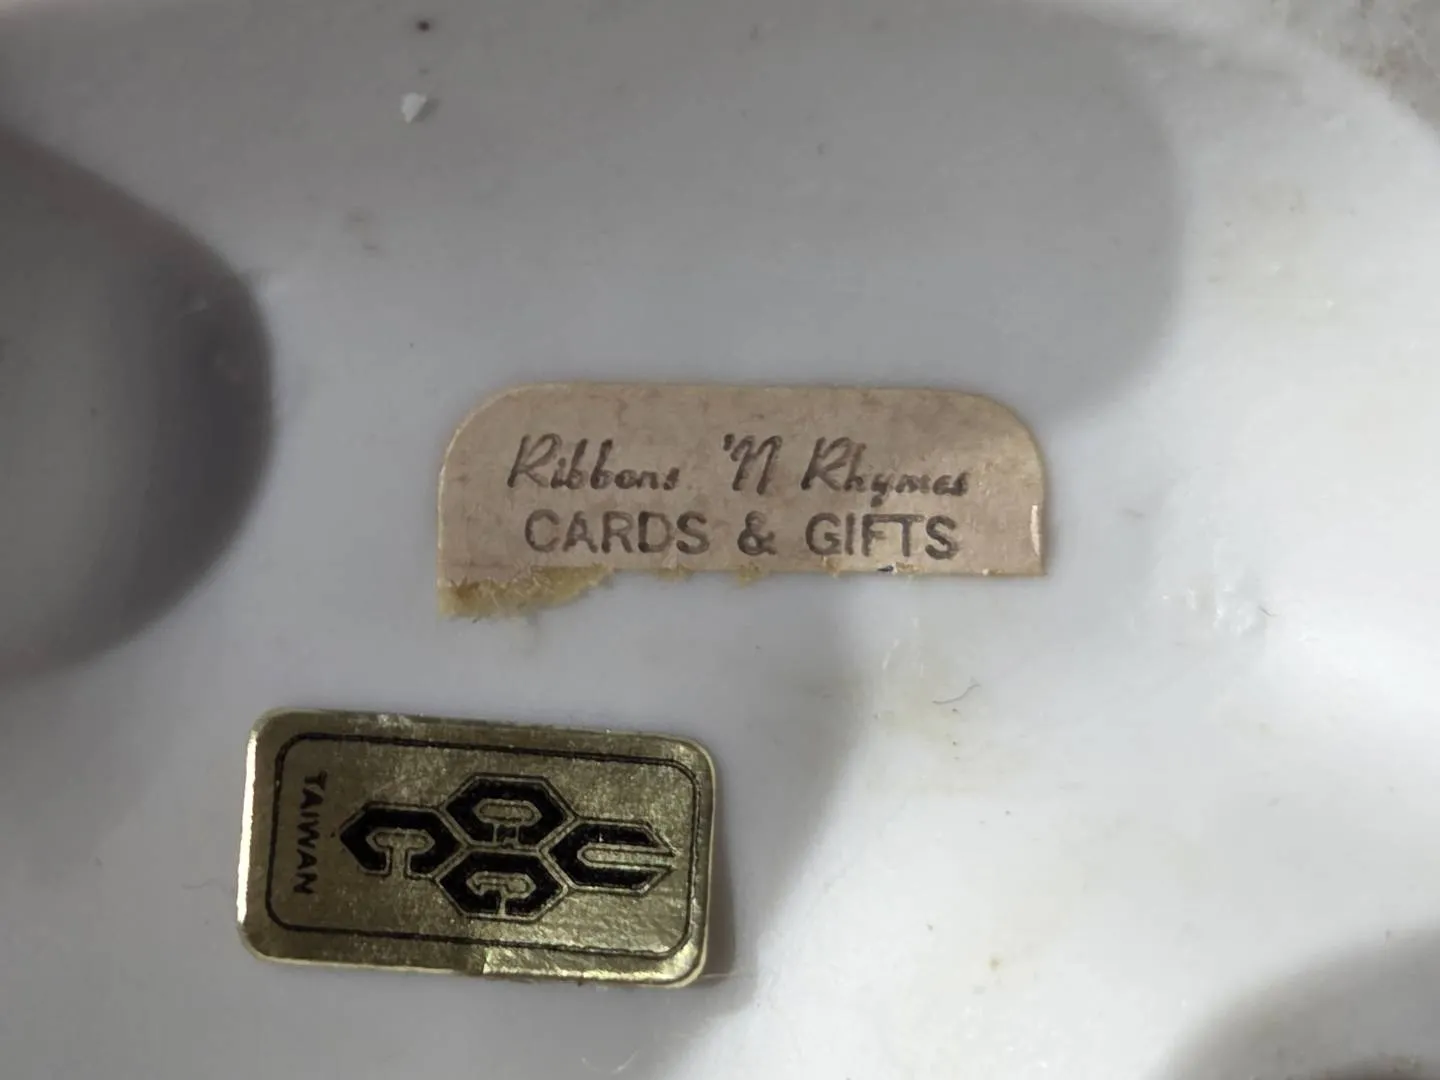 Ribbons 'N Rhymes
CARDS & GIFTS
TAIWAN